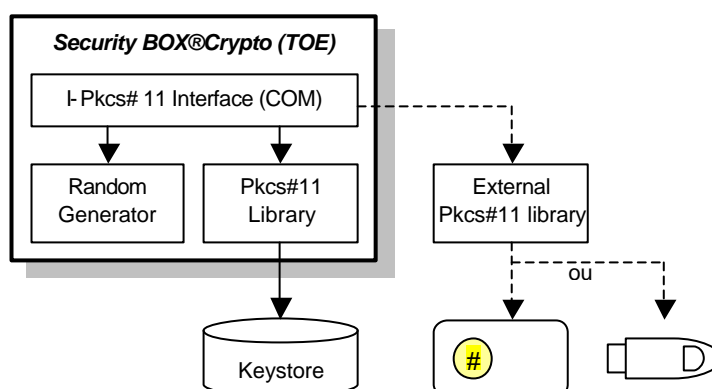 Security BOX®Crypto (TOE)
I-Pkcs# 11 Interface (COM)
Random
Generator
Pkcs#11
Library
External
Pkcs#11 library
ou
Keystore
#